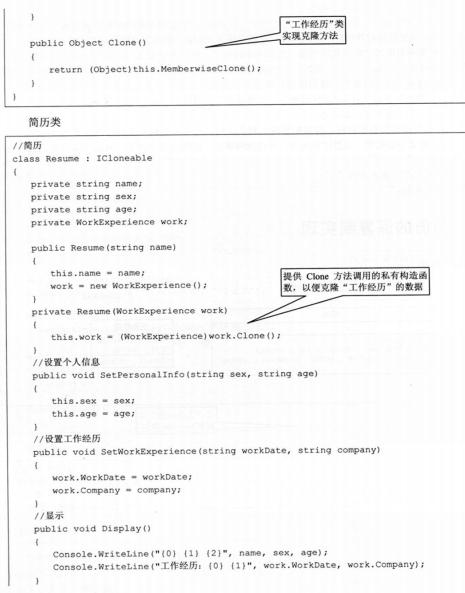 }
“工作经历”类
实现克隆方法
public Object Clone()
{
return (Object)this.MemberwiseClone();
}
}
简历类
//简历
class Resume : ICloneable
{
private string name;
private string sex;
private string age;
private WorkExperience work;
public Resume(string name)
{
this.name = name;
work = new WorkExperience();
}
提供 Clone 方法调用的私有构造函
数，以便克隆“工作经历”的数据
private Resume(WorkExperience work)
{
this.work = (WorkExperience)work.Clone();
}
//设置个人信息
public void SetPersonalInfo(string sex, string age)
{
this.sex = sex;
this.age = age;
}
//设置工作经历
public void SetWorkExperience(string workDate, string company)
{
work.WorkDate = workDate;
work.Company = company;
}
//显示
public void Display()
{
Console.WriteLine("{0} {1} {2}", name, sex, age);
Console.WriteLine("工作经历：{0} {1}", work.WorkDate, work.Company);
}